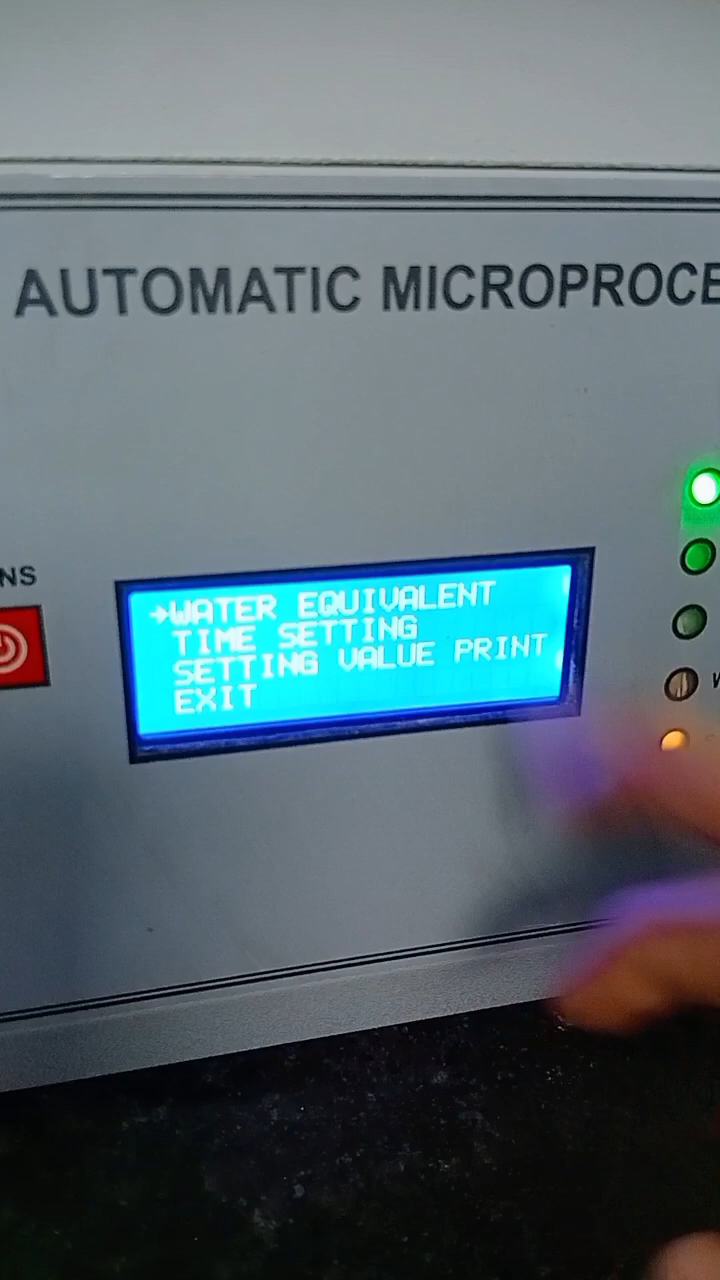 AUTOMATIC MICROPROCE
NS
→WATER EQUIVALENT
TIME SETTING
SETTING VALUE PRINT
EXIT
W